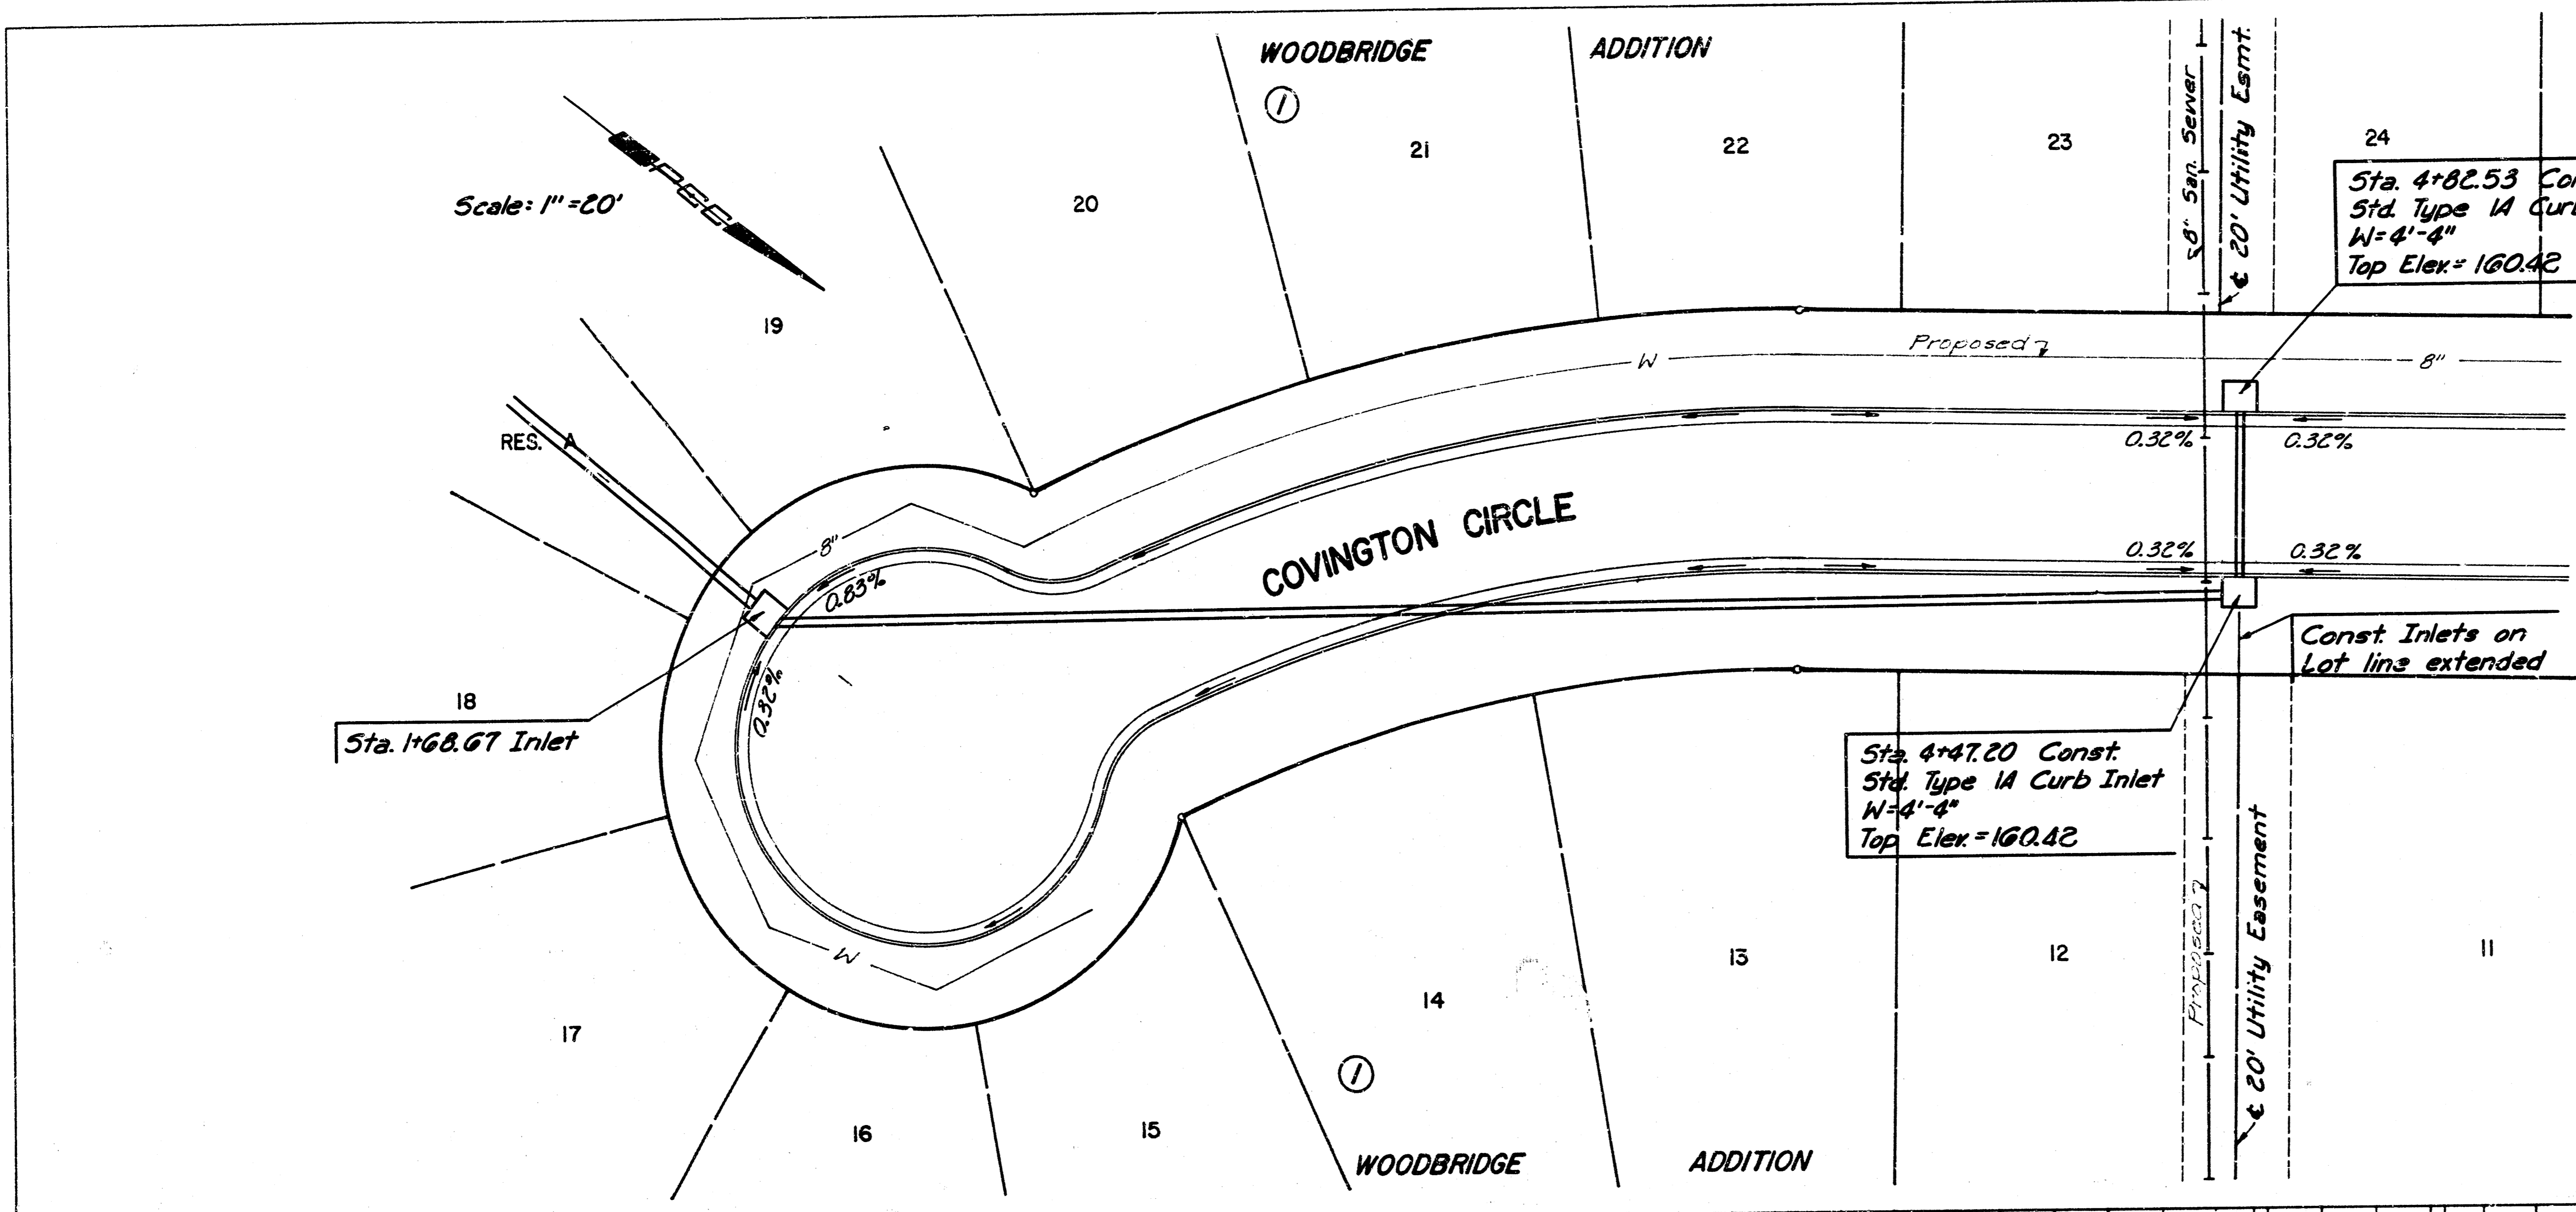 WOODBRIDGE ADDITION
1
Scale: 1"=20'
19
20
21
22
23
24
8" San. Sewer
℄ 20' Utility Esmt.
Sta. 4+82.53
Std. Type 1A
W=4'-4"
Top Elev.= 160.42
Proposed
W
8"
RES. A
8"
0.83%
0.32%
COVINGTON CIRCLE
0.32%
0.32%
0.32%
0.32%
Const. Inlets on
Lot line extended
18
Sta. 1+68.67 Inlet
Sta. 4+47.20 Const.
Std. Type 1A Curb Inlet
W=4'-4"
Top Elev.=160.42
W
17
16
15
14
13
12
11
Proposed
℄ 20' Utility Easement
1
WOODBRIDGE ADDITION